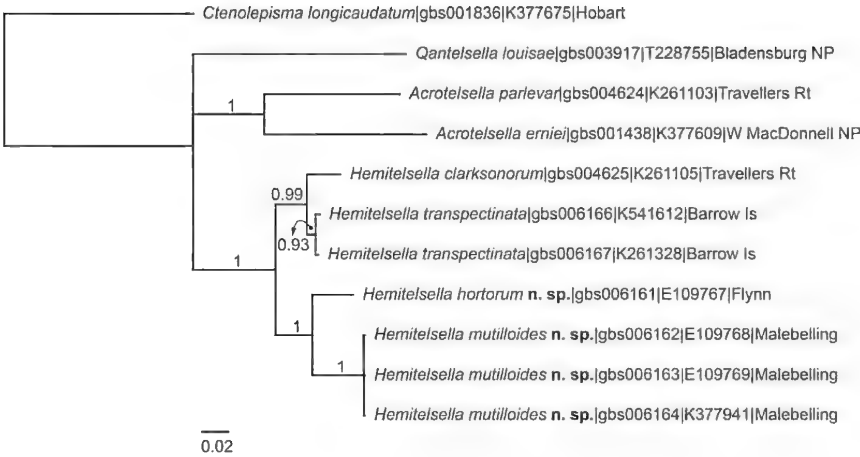 Ctenolepisma longicaudatum|gbs001836|K377675|Hobart
Qantelsella louisae|gbs003917|T228755|Bladensburg NP
Acrotelsella parlevar|gbs004624|K261103|Travellers Rt
1
Acrotelsella erniei|gbs001438|K377609|W MacDonnell NP
Hemitelsella clarksonorum|gbs004625|K261105|Travellers Rt
0.99
Hemitelsella transpectinata|gbs006166|K541612|Barrow Is
0.93
Hemitelsella transpectinata|gbs006167|K261328|Barrow Is
1
Hemitelsella hortorum n. sp.|gbs006161|E109767|Flynn
1
Hemitelsella mutilloides n. sp.|gbs006162|E109768|Malebelling
1
Hemitelsella mutilloides n. sp.|gbs006163|E109769|Malebelling
Hemitelsella mutilloides n. sp.|gbs006164|K377941|Malebelling
0.02